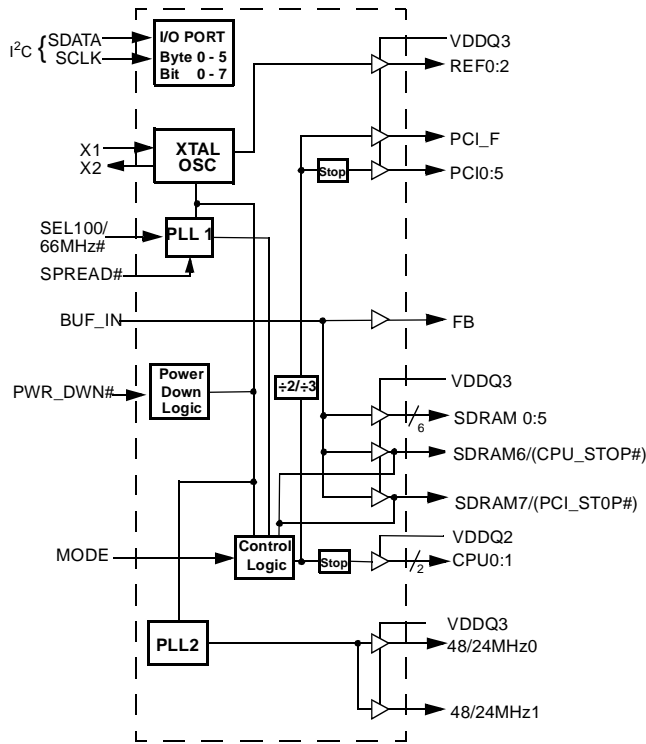 I²C { SDATA
SCLK
I/O PORT
Byte 0 - 5
Bit 0 - 7
VDDQ3
REF0:2
X1
X2
XTAL
OSC
PCI_F
Stop
PCI0:5
SEL100/
66MHz#
PLL 1
SPREAD#
BUF_IN
FB
÷2/÷3
VDDQ3
PWR_DWN#
Power
Down
Logic
SDRAM 0:5
6
SDRAM6/(CPU_STOP#)
SDRAM7/(PCI_ST0P#)
VDDQ2
MODE
Control
Logic
Stop
2
CPU0:1
VDDQ3
PLL2
48/24MHz0
48/24MHz1